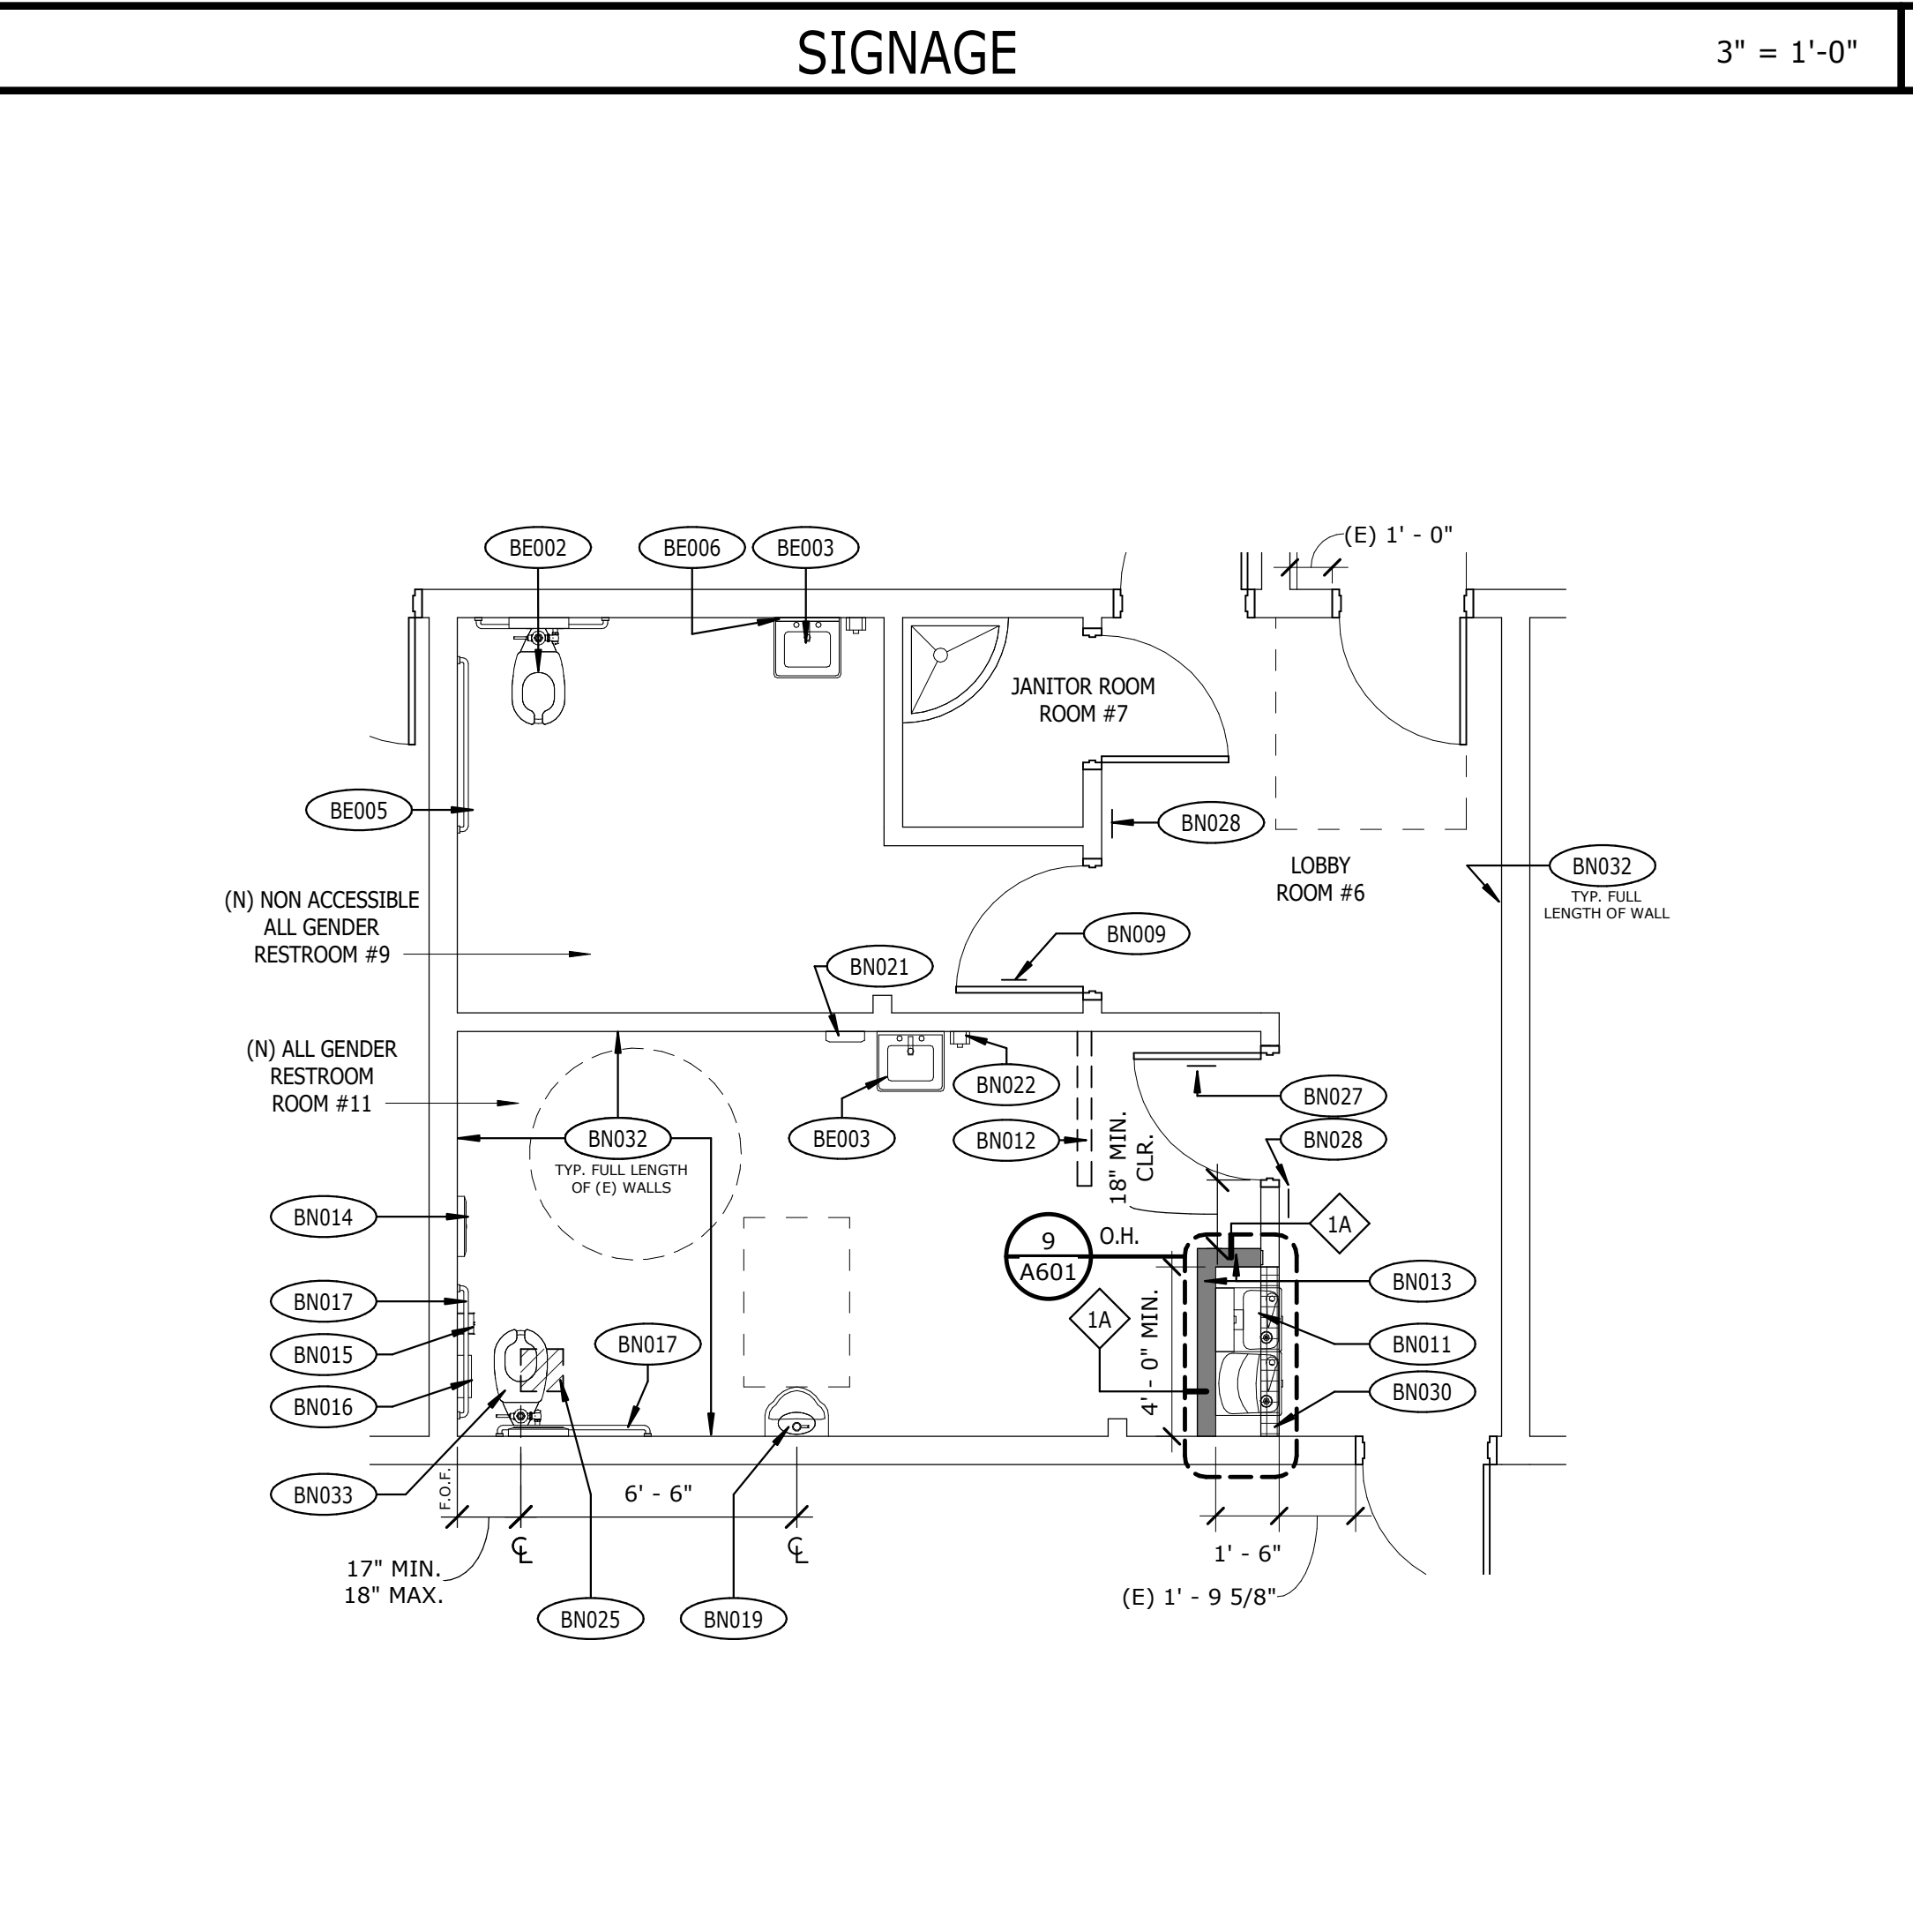 SIGNAGE
3" = 1'-0"
BE002
BE006
BE003
(E) 1' - 0"
JANITOR ROOM
ROOM #7
BE005
BN028
LOBBY
ROOM #6
BN032
TYP. FULL
LENGTH OF WALL
(N) NON ACCESSIBLE
ALL GENDER
RESTROOM #9
BN009
BN021
(N) ALL GENDER
RESTROOM
ROOM #11
BN022
BN027
BN032
TYP. FULL LENGTH
OF (E) WALLS
BE003
BN012
18" MIN.
CLR.
BN028
BN014
1A
9
A601
O.H.
BN013
BN017
1A
4' - 0" MIN.
BN015
BN017
BN011
BN016
BN030
BN033
F.O.F.
6' - 6"
CL
CL
17" MIN.
18" MAX.
1' - 6"
(E) 1' - 9 5/8"
BN025
BN019